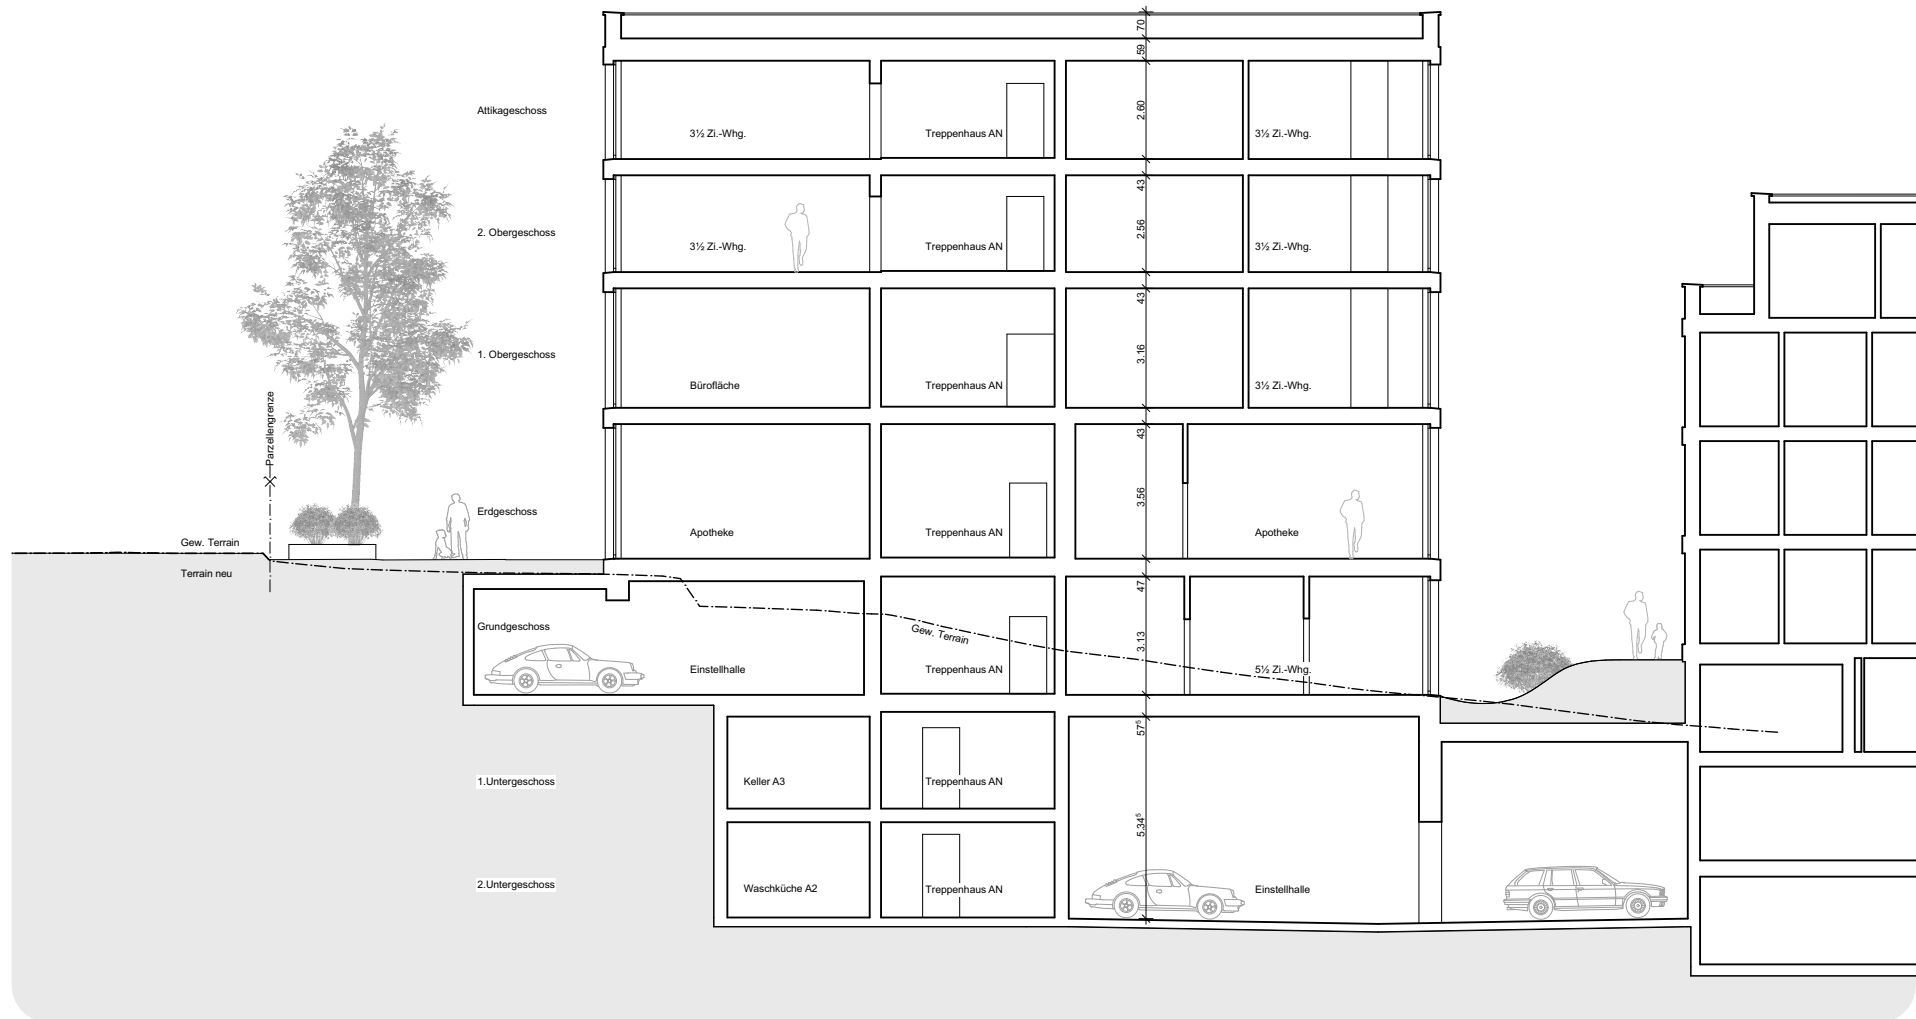 70
59
Attikageschoss
2.60
3½ Zi.-Whg.
Treppenhaus AN
3½ Zi.-Whg.
43
2. Obergeschoss
2.56
3½ Zi.-Whg.
Treppenhaus AN
3½ Zi.-Whg.
43
1. Obergeschoss
3.16
Bürofläche
Treppenhaus AN
3½ Zi.-Whg.
Parzellengrenze
43
3.56
Erdgeschoss
Apotheke
Treppenhaus AN
Apotheke
Gew. Terrain
Terrain neu
47
Grundgeschoss
Gew. Terrain
3.13
Einstellhalle
Treppenhaus AN
5½ Zi.-Whg.
57⁵
1.Untergeschoss
Keller A3
Treppenhaus AN
5.34⁵
2.Untergeschoss
Waschküche A2
Treppenhaus AN
Einstellhalle